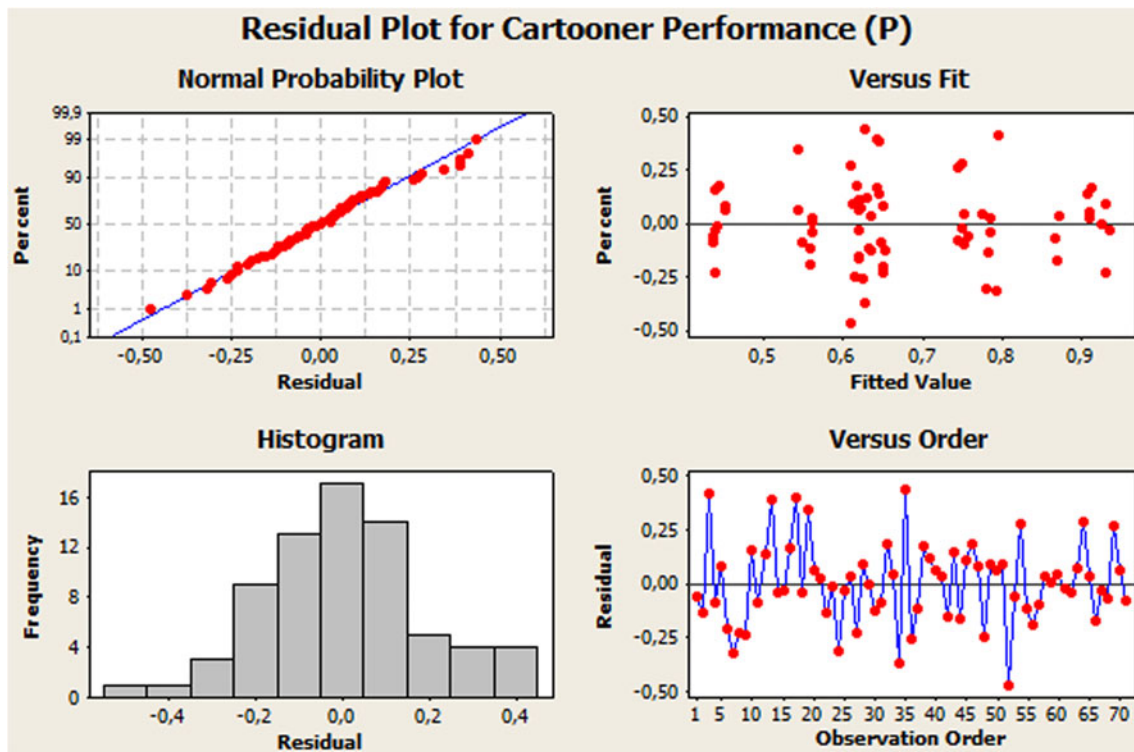 Residual Plot for Cartooner Performance (P)
Normal Probability Plot
Percent
99,9
99
90
50
10
1
0,1
-0,50 -0,25 0,00 0,25 0,50
Residual
Versus Fit
Percent
0,50
0,25
0,00
-0,25
-0,50
0,5 0,6 0,7 0,8 0,9
Fitted Value
Histogram
Frequency
16
12
8
4
0
-0,4 -0,2 0,0 0,2 0,4
Residual
Versus Order
Residual
0,50
0,25
0,00
-0,25
-0,50
1 5 10 15 20 25 30 35 40 45 50 55 60 65 70
Observation Order